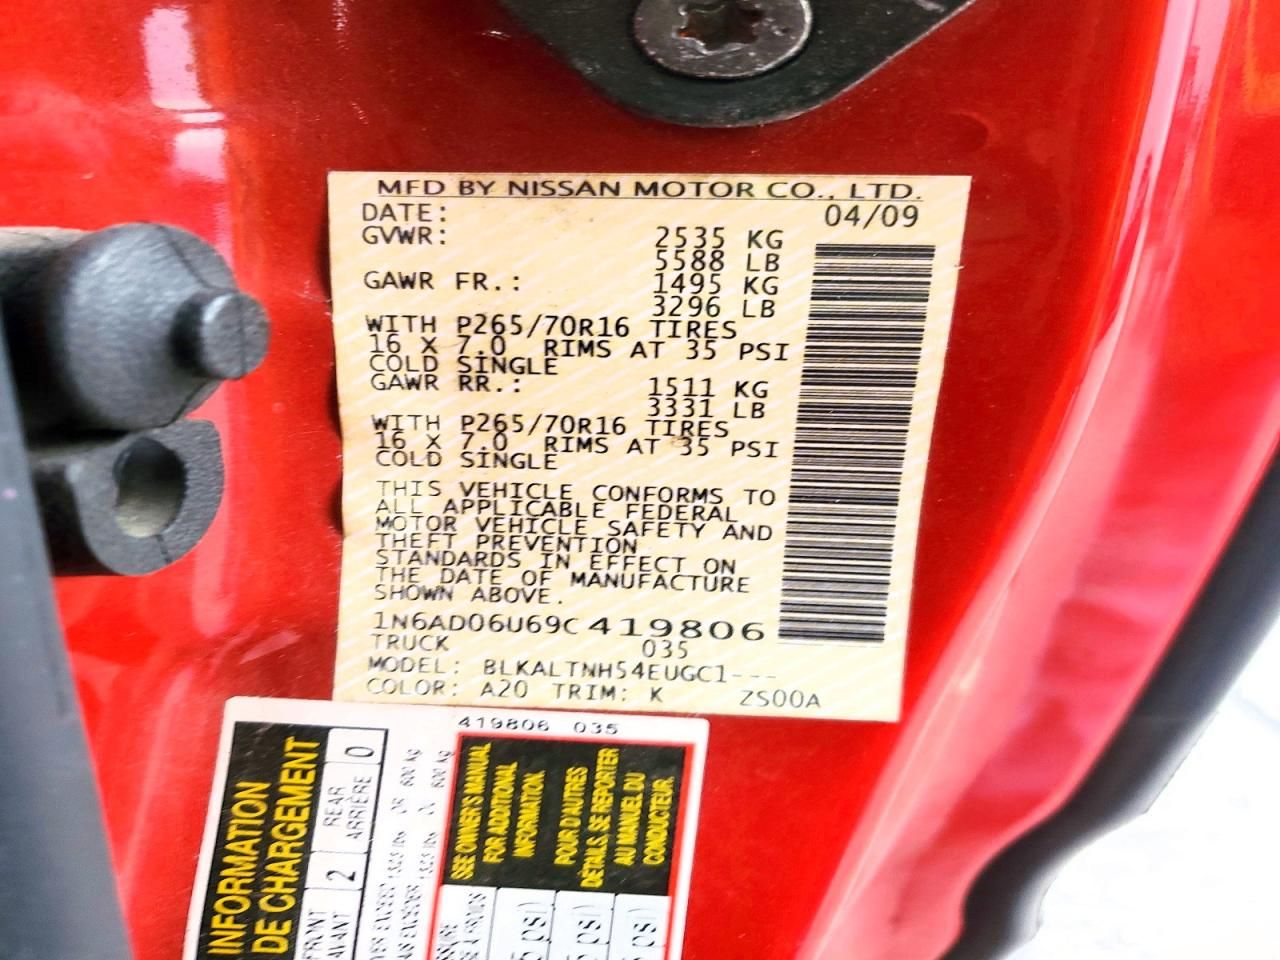 MFD BY NISSAN MOTOR CO., LTD.
DATE: 04/09
GVWR: 2535 KG
5588 LB
GAWR FR.: 1495 KG
3296 LB
WITH P265/70R16 TIRES
16 X 7.0 RIMS AT 35 PSI
COLD SINGLE
GAWR RR.: 1511 KG
3331 LB
WITH P265/70R16 TIRES
16 X 7.0 RIMS AT 35 PSI
COLD SINGLE
THIS VEHICLE CONFORMS TO
ALL APPLICABLE FEDERAL
MOTOR VEHICLE SAFETY AND
THEFT PREVENTION
STANDARDS IN EFFECT ON
THE DATE OF MANUFACTURE
SHOWN ABOVE.
1N6AD06U69C419806
TRUCK 035
MODEL: BLKALTNH54EUGC1---
COLOR: A20 TRIM: K ZS00A
419806 035
INFORMATION
DE CHARGEMENT
FRONT 2 REAR 0
AVANT ARRIÈRE
SEE OWNER'S MANUAL
FOR ADDITIONAL
INFORMATION
POUR D'AUTRES
DÉTAILS, SE REPORTER
AU MANUEL DU
CONDUCTEUR.
psi)
psi)
psi)